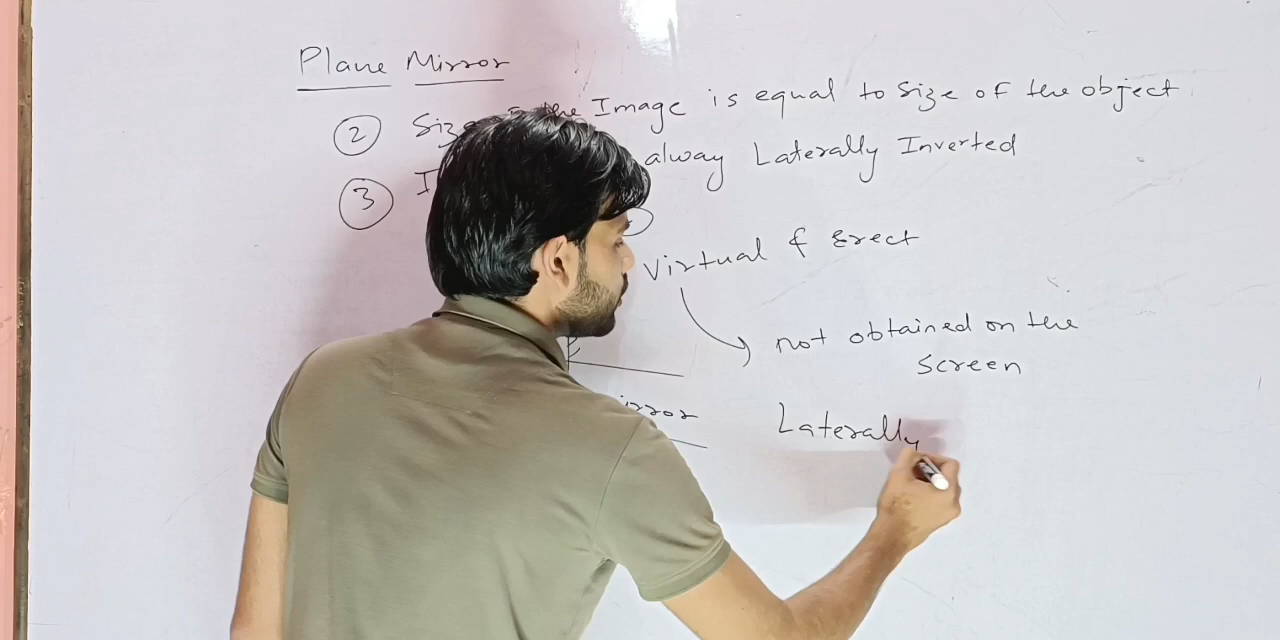 Plane Mirror
② the Image is equal to size of the object
③ alway Laterally Inverted
Virtual & Erect
not obtained on the
screen
Laterally